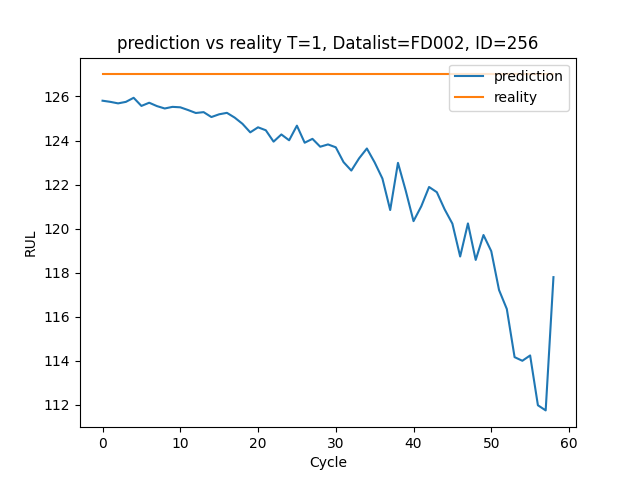 prediction vs reality T=1, Datalist=FD002, ID=256
prediction
reality
RUL
126
124
122
120
118
116
114
112
0 10 20 30 40 50 60
Cycle